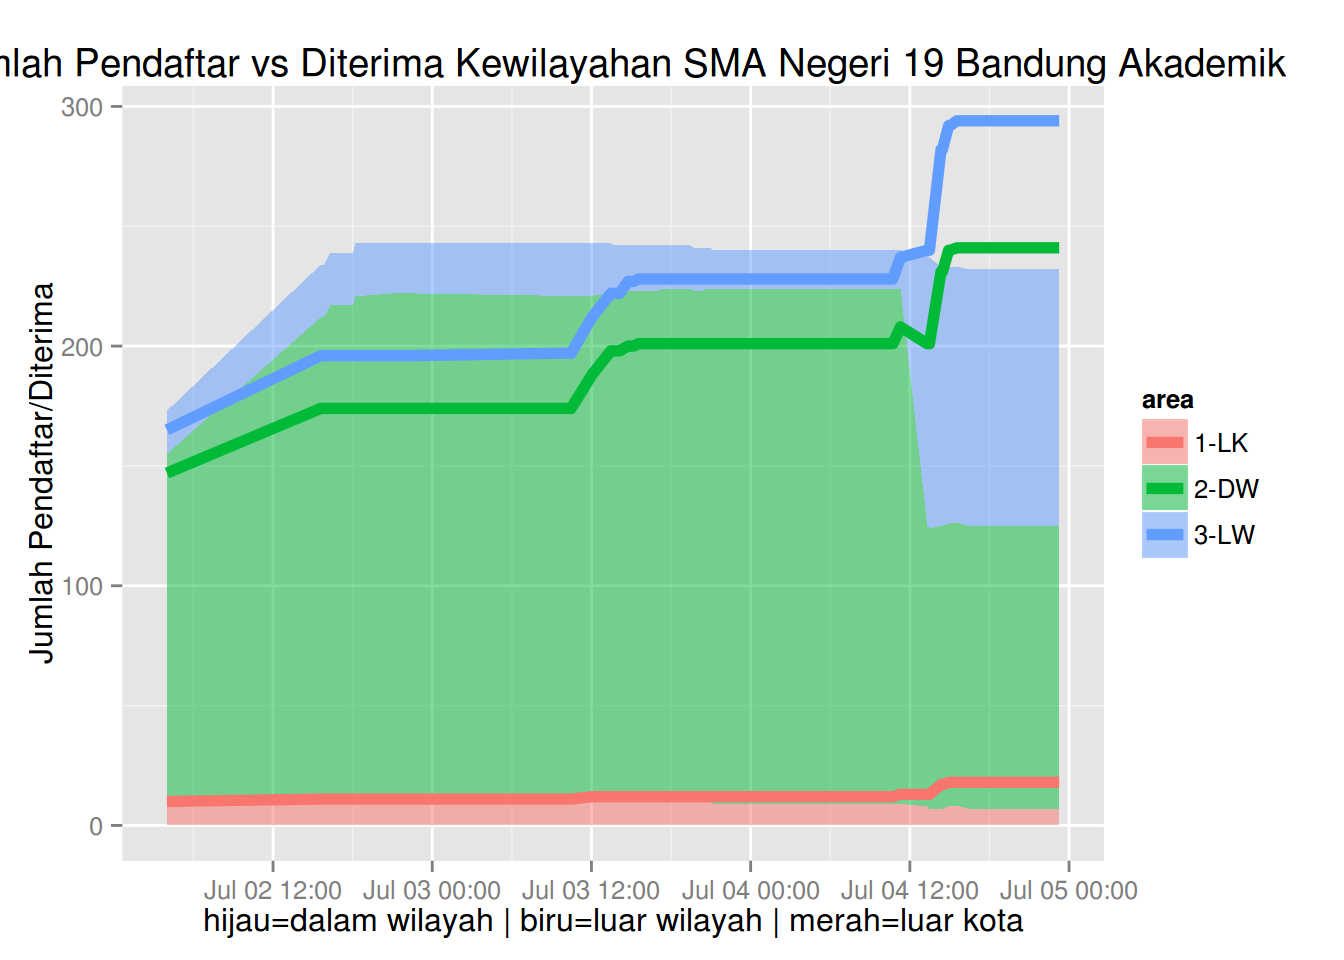 mlah Pendaftar vs Diterima Kewilayahan SMA Negeri 19 Bandung Akademik
300
200
100
0
Jumlah Pendaftar/Diterima
area
1-LK
2-DW
3-LW
Jul 02 12:00 Jul 03 00:00 Jul 03 12:00 Jul 04 00:00 Jul 04 12:00 Jul 05 00:00
hijau=dalam wilayah | biru=luar wilayah | merah=luar kota